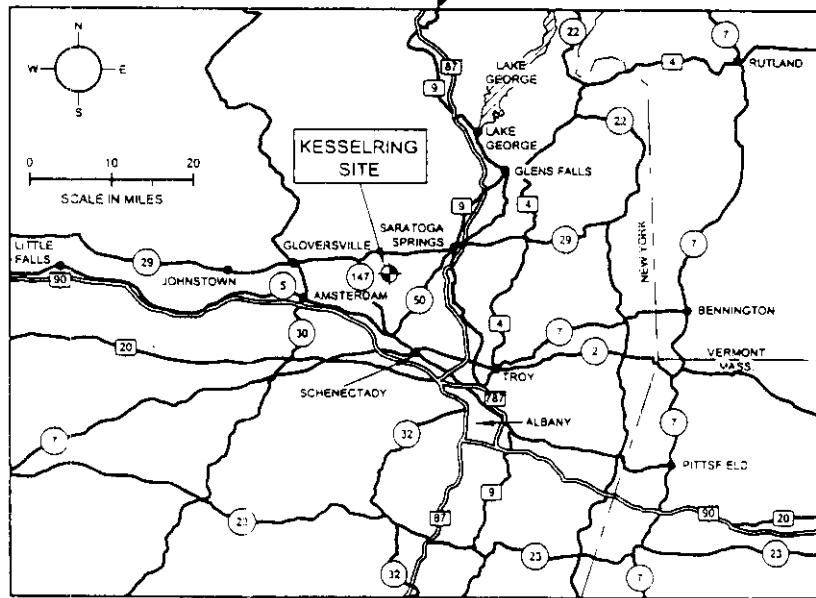 N
W E
S
0 10 20
SCALE IN MILES
KESSELRING
SITE
87
9
LAKE
GEORGE
LAKE
GEORGE
GLENS FALLS
22
7
4
RUTLAND
22
9
4
SARATOGA
SPRINGS
29
7
NEW YORK
LITTLE
FALLS
29
90
JOHNSTOWN
GLOVERSVILLE
147
5
AMSTERDAM
50
30
20
4
7
BENNINGTON
2
VERMONT
MASS.
SCHENECTADY
TROY
787
ALBANY
7
32
7
PITTSFIELD
9
87
90
20
23
23
32
7